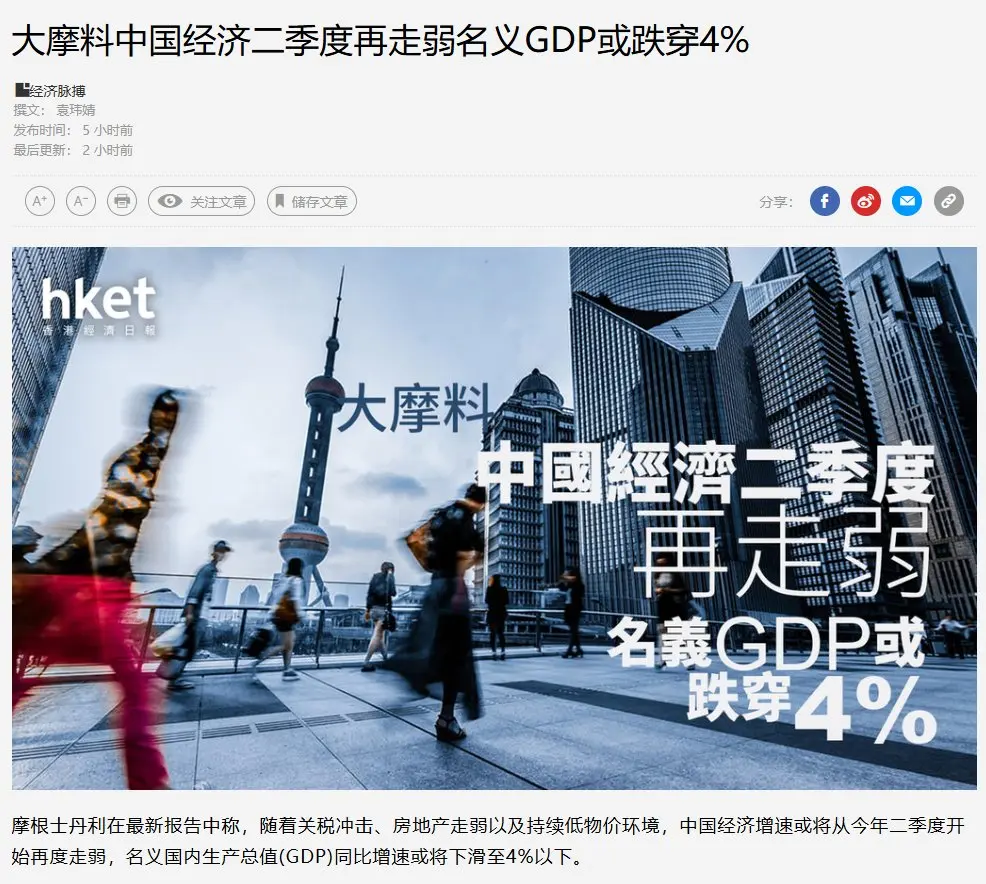 大摩料中国经济二季度再走弱名义GDP或跌穿4%
经济脉搏
撰文： 袁玮婧
发布时间： 5 小时前
最后更新： 2 小时前
A+
A-
关注文章
储存文章
分享：
hket
香港經濟日報
大摩料
中國經濟二季度
再走弱
名義GDP或
跌穿4%
摩根士丹利在最新报告中称，随着关税冲击、房地产走弱以及持续低物价环境，中国经济增速或将从今年二季度开
始再度走弱，名义国内生产总值(GDP)同比增速或将下滑至4%以下。